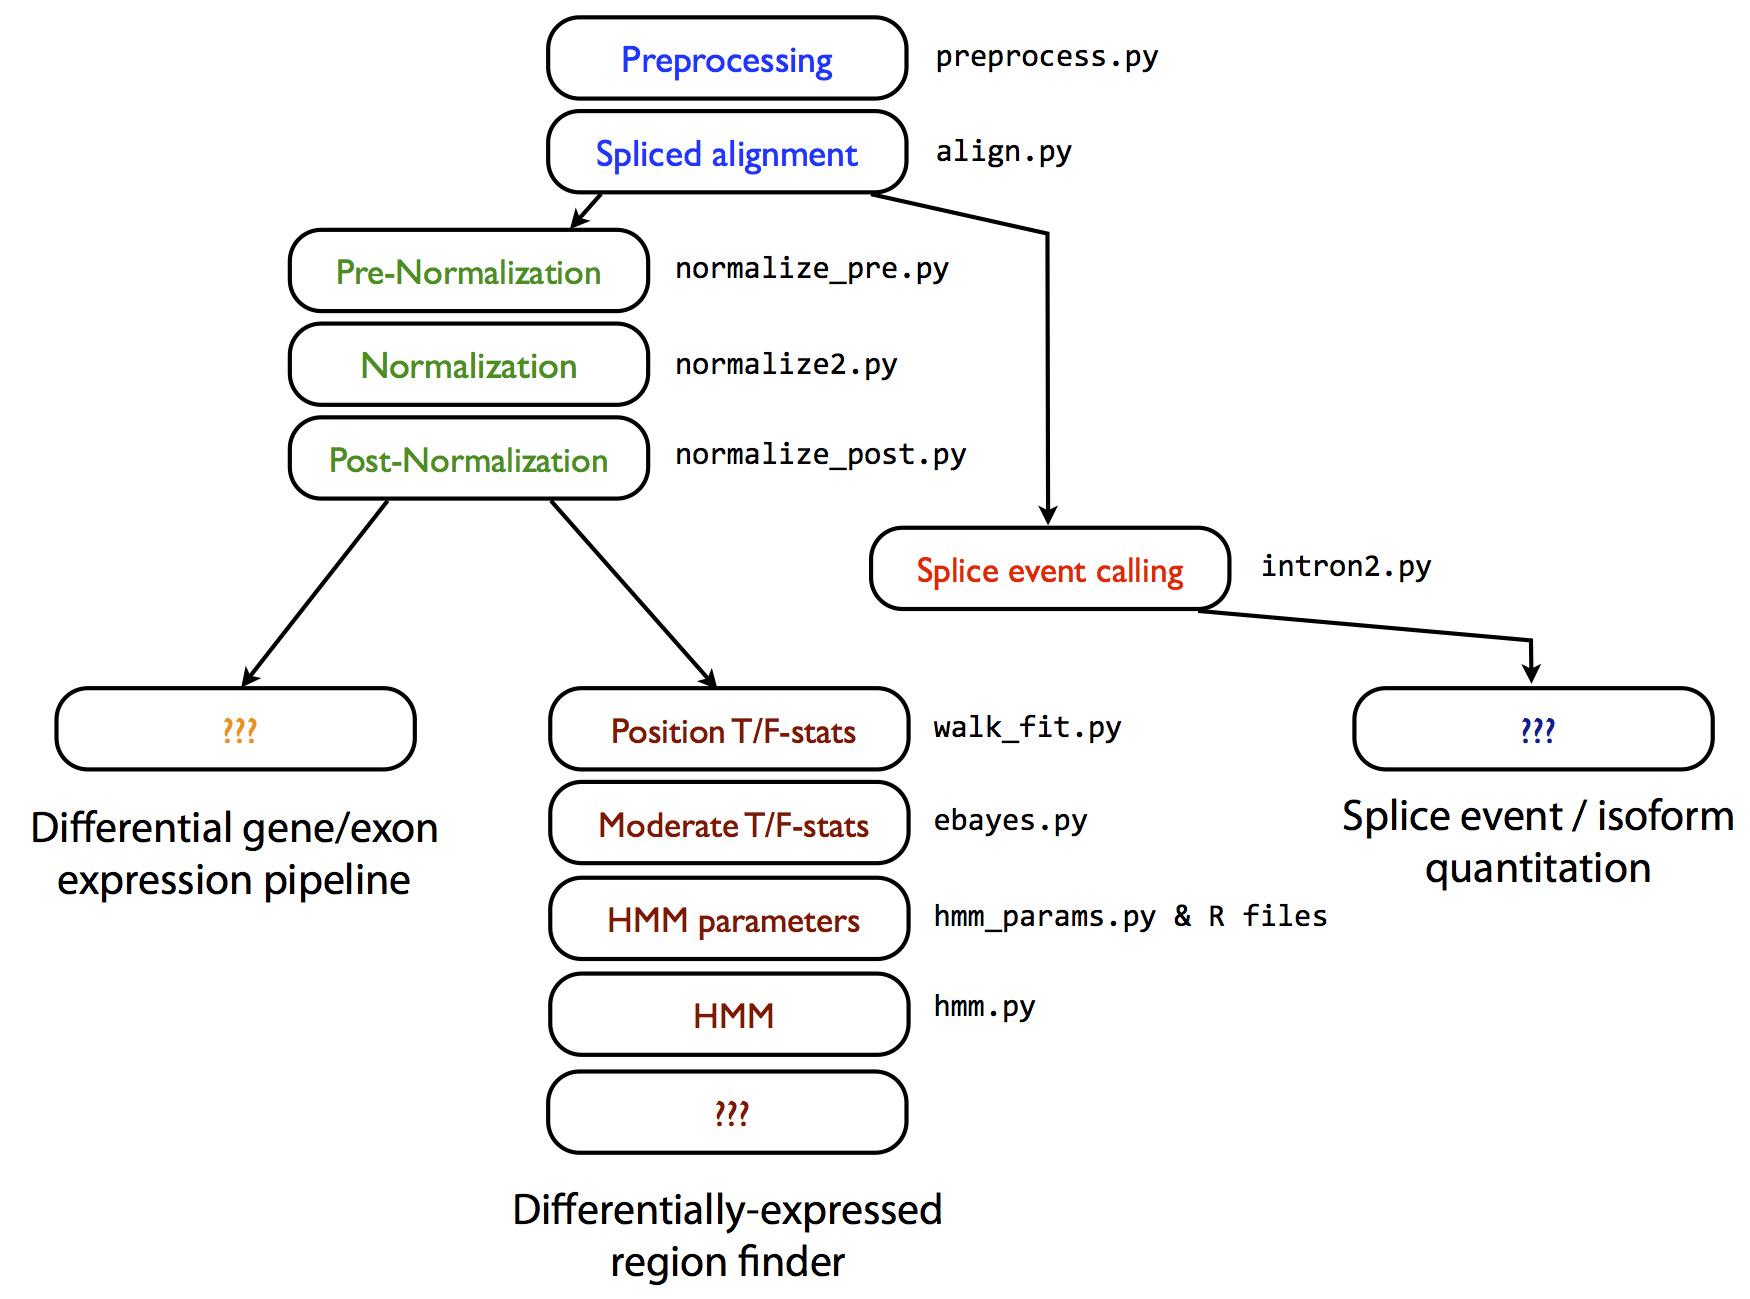 Preprocessing
preprocess.py
Spliced alignment
align.py
Pre-Normalization
normalize_pre.py
Normalization
normalize2.py
Post-Normalization
normalize_post.py
Splice event calling
intron2.py
???
Differential gene/exon
expression pipeline
Position T/F-stats
walk_fit.py
Moderate T/F-stats
ebayes.py
HMM parameters
hmm_params.py & R files
HMM
hmm.py
???
Differentially-expressed
region finder
???
Splice event / isoform
quantitation